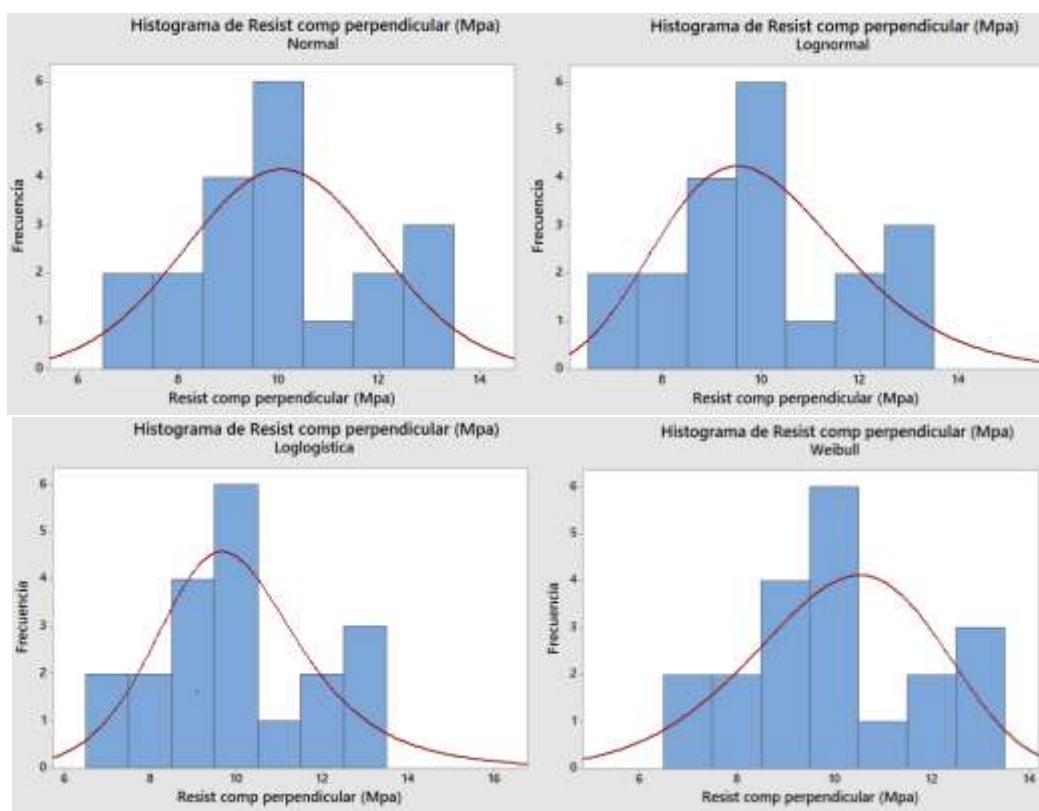 Histograma de Resist comp perpendicular (Mpa)
Normal
Frecuencia
6
5
4
3
2
1
0
6 8 10 12 14
Resist comp perpendicular (Mpa)
Histograma de Resist comp perpendicular (Mpa)
Lognormal
Frecuencia
6
5
4
3
2
1
0
8 10 12 14
Resist comp perpendicular (Mpa)
Histograma de Resist comp perpendicular (Mpa)
Loglogística
Frecuencia
6
5
4
3
2
1
0
6 8 10 12 14 16
Resist comp perpendicular (Mpa)
Histograma de Resist comp perpendicular (Mpa)
Weibull
Frecuencia
6
5
4
3
2
1
0
6 8 10 12 14
Resist comp perpendicular (Mpa)